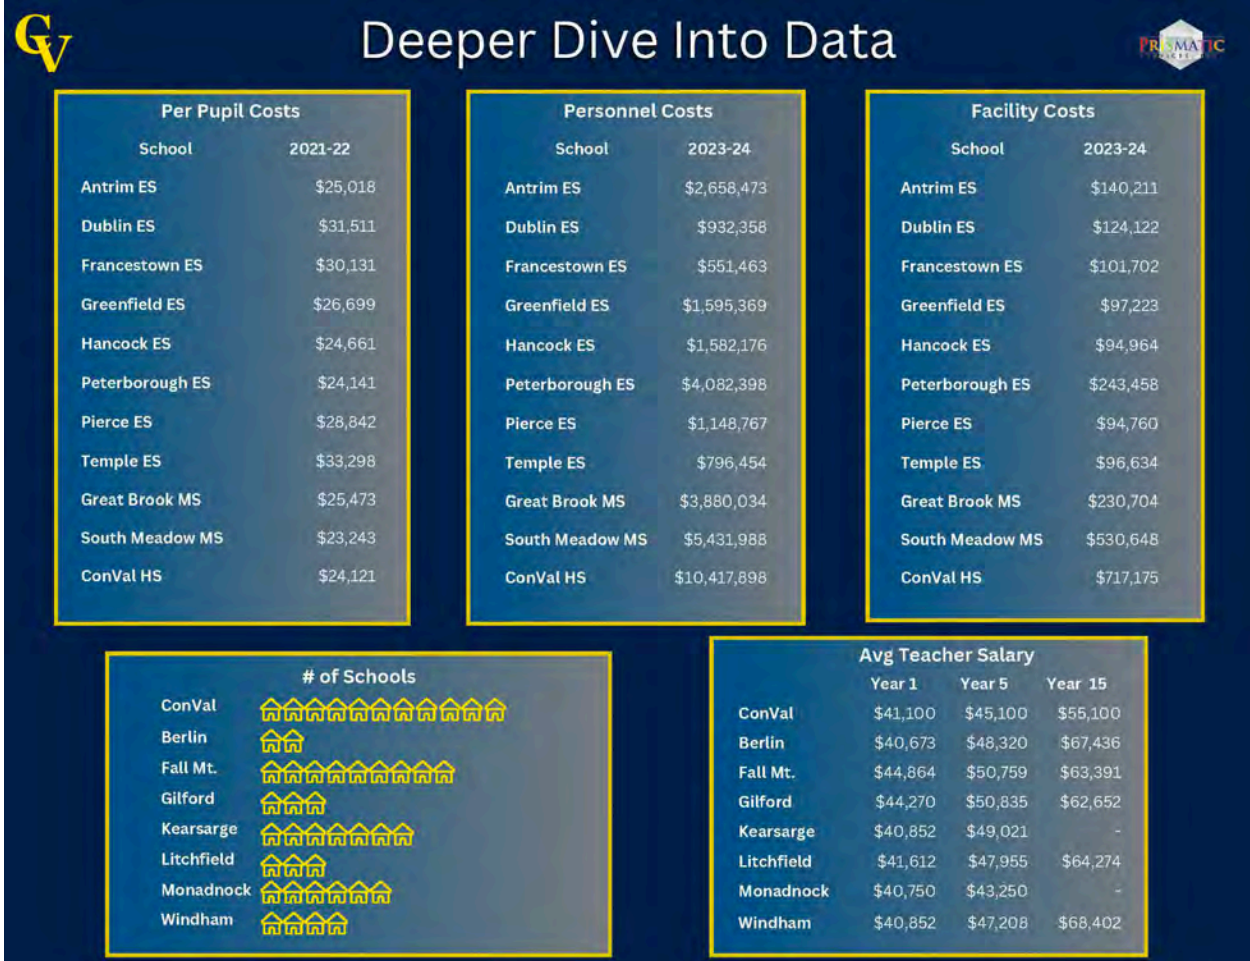 GV
Deeper Dive Into Data
PRISMATIC
Per Pupil Costs
School 2021-22
Antrim ES $25,018
Dublin ES $31,511
Francestown ES $30,131
Greenfield ES $26,699
Hancock ES $24,661
Peterborough ES $24,141
Pierce ES $28,842
Temple ES $33,298
Great Brook MS $25,473
South Meadow MS $23,243
ConVal HS $24,121
Personnel Costs
School 2023-24
Antrim ES $2,658,473
Dublin ES $932,358
Francestown ES $551,463
Greenfield ES $1,595,369
Hancock ES $1,582,176
Peterborough ES $4,082,398
Pierce ES $1,148,767
Temple ES $796,454
Great Brook MS $3,880,034
South Meadow MS $5,431,988
ConVal HS $10,417,898
Facility Costs
School 2023-24
Antrim ES $140,211
Dublin ES $124,122
Francestown ES $101,702
Greenfield ES $97,223
Hancock ES $94,964
Peterborough ES $243,458
Pierce ES $94,760
Temple ES $96,634
Great Brook MS $230,704
South Meadow MS $530,648
ConVal HS $717,175
# of Schools
ConVal
Berlin
Fall Mt.
Gilford
Kearsarge
Litchfield
Monadnock
Windham
Avg Teacher Salary
Year 1 Year 5 Year 15
ConVal $41,100 $45,100 $55,100
Berlin $40,673 $48,320 $67,436
Fall Mt. $44,864 $50,759 $63,391
Gilford $44,270 $50,835 $62,652
Kearsarge $40,852 $49,021 -
Litchfield $41,612 $47,955 $64,274
Monadnock $40,750 $43,250 -
Windham $40,852 $47,208 $68,402